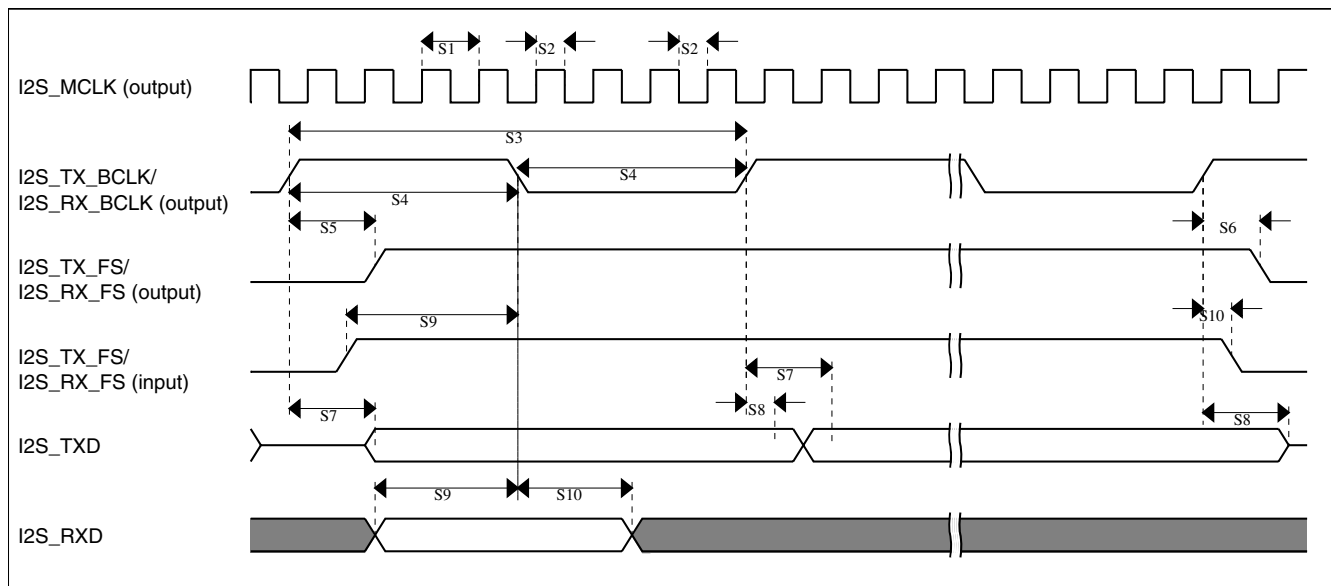 S1 S2 S2
I2S_MCLK (output)
S3
I2S_TX_BCLK/
I2S_RX_BCLK (output)
S4
S4
S5 S6
I2S_TX_FS/
I2S_RX_FS (output)
S9 S10
I2S_TX_FS/
I2S_RX_FS (input)
S7
S7 S8 S8
I2S_TXD
S9 S10
I2S_RXD